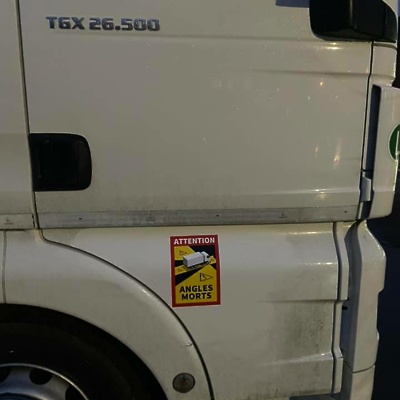 TGX 26.500
ATTENTION
ANGLES
MORTS